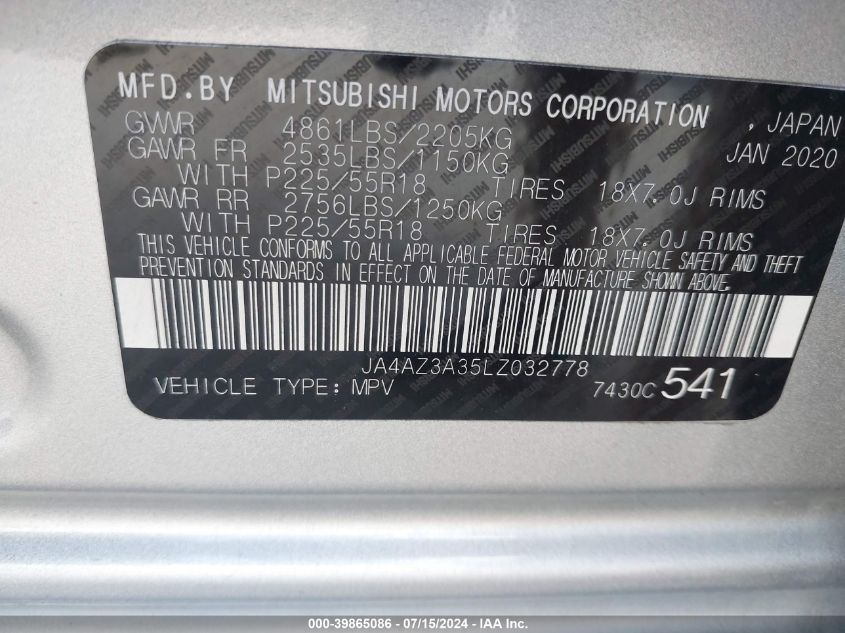 MFD.BY MITSUBISHI MOTORS CORPORATION , JAPAN
GVWR 4861LBS/2205KG JAN 2020
GAWR FR 2535LBS/1150KG
WITH P225/55R18 TIRES 18X7.0J RIMS
GAWR RR 2756LBS/1250KG
WITH P225/55R18 TIRES 18X7.0J RIMS
THIS VEHICLE CONFORMS TO ALL APPLICABLE FEDERAL MOTOR VEHICLE SAFETY AND THEFT
PREVENTION STANDARDS IN EFFECT ON THE DATE OF MANUFACTURE SHOWN ABOVE.
JA4AZ3A35LZ032778
VEHICLE TYPE: MPV 7430C 541
000-39865086 - 07/15/2024 - IAA Inc.